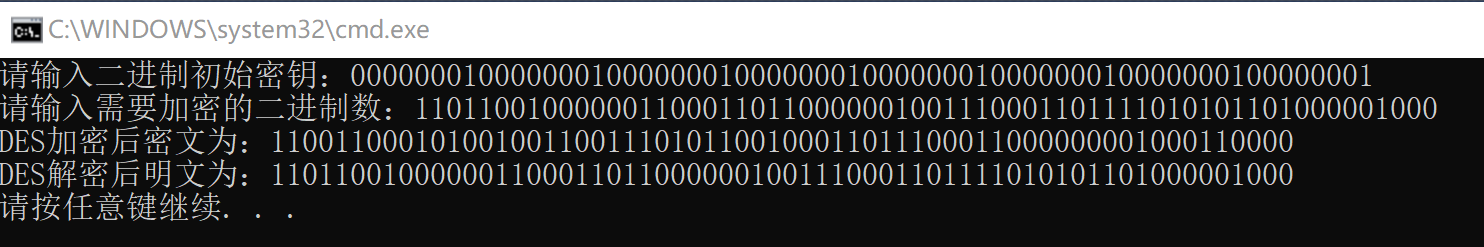 C:\WINDOWS\system32\cmd.exe
请输入二进制初始密钥：0000000100000001000000010000000100000001000000010000000100000001
请输入需要加密的二进制数：1101100100000011000110110000001001110001101111010101101000001000
DES加密后密文为：1100110001010010011001110101100100011011100011000000001000110000
DES解密后明文为：1101100100000011000110110000001001110001101111010101101000001000
请按任意键继续. . .